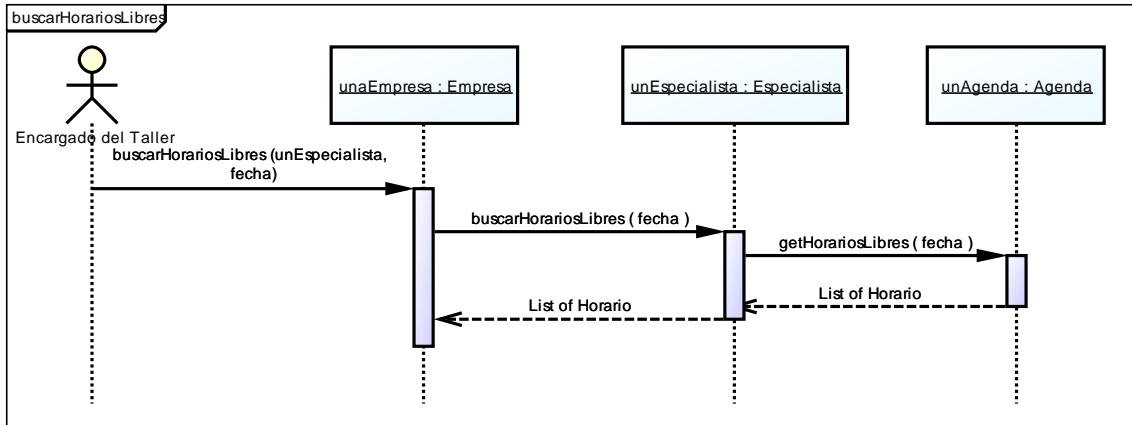 buscarHorariosLibres
unaEmpresa : Empresa
unEspecialista : Especialista
unAgenda : Agenda
Encargado del Taller
buscarHorariosLibres (unEspecialista,
fecha)
buscarHorariosLibres ( fecha )
getHorariosLibres ( fecha )
List of Horario
List of Horario